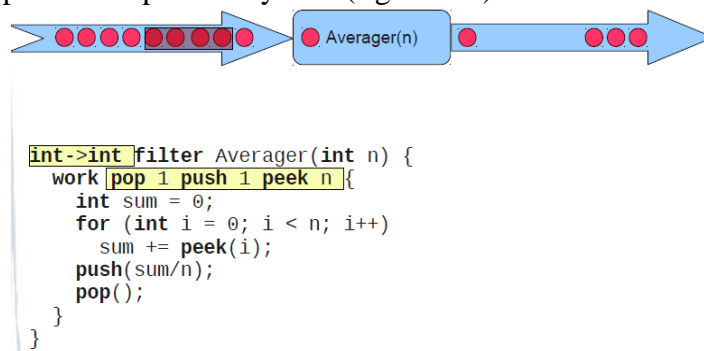 Averager(n)
int->int filter Averager(int n) {
work pop 1 push 1 peek n {
int sum = 0;
for (int i = 0; i < n; i++)
sum += peek(i);
push(sum/n);
pop();
}
}